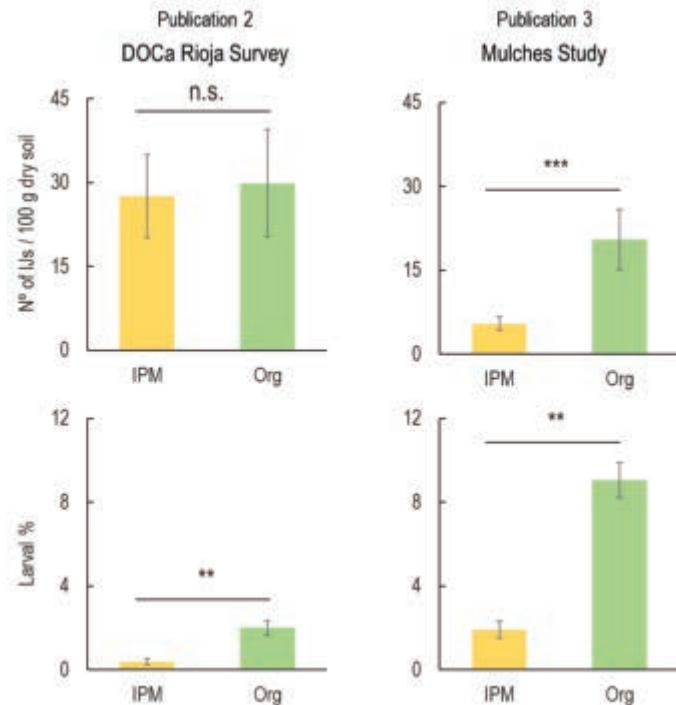 Publication 2
DOCa Rioja Survey
Nº of IJs / 100 g dry soil
45
30
15
0
n.s.
IPM
Org
Publication 3
Mulches Study
45
30
15
0
***
IPM
Org
Larval %
12
8
4
0
**
IPM
Org
12
8
4
0
**
IPM
Org